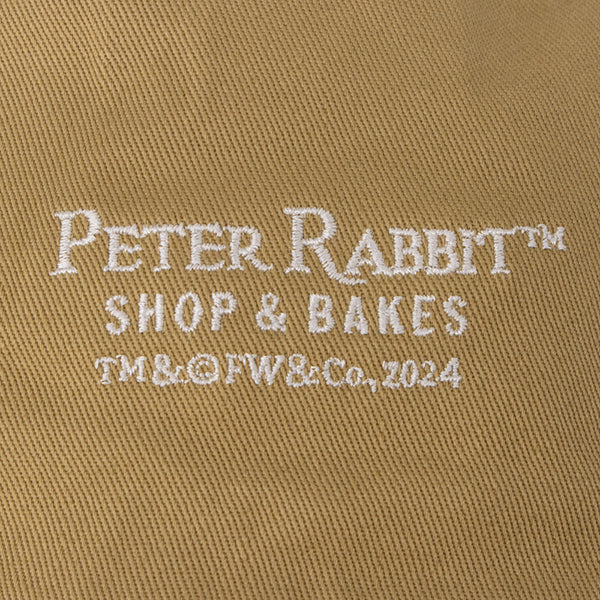 PETER RABBIT™
SHOP & BAKES
TM&©FW&Co.,2024